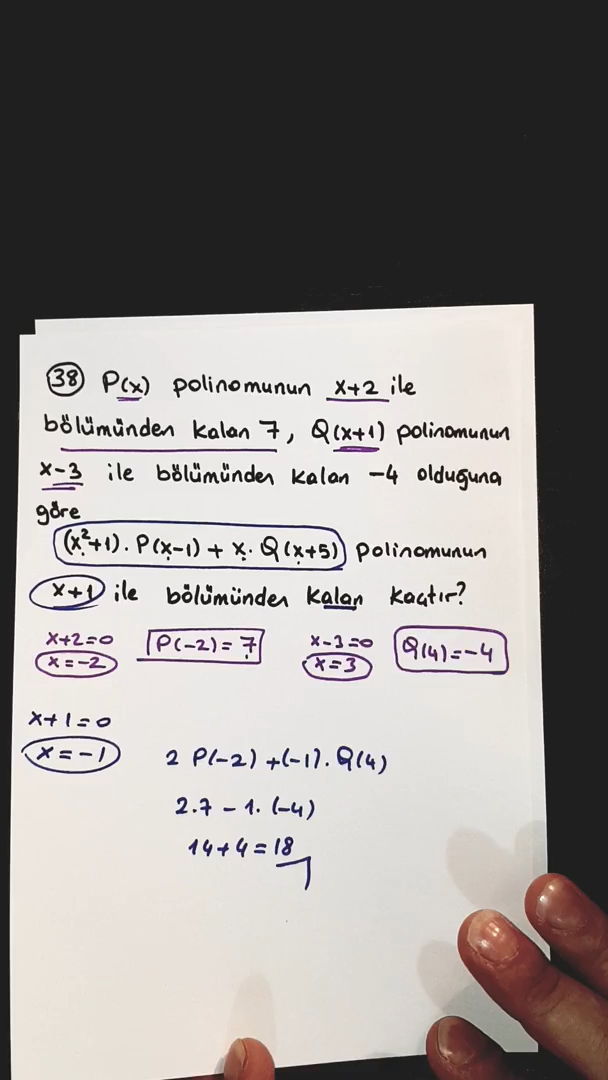 38 P(x) polinomunun x+2 ile
bölümünden kalan 7, Q(x+1) polinomunun
x-3 ile bölümünden kalan -4 olduğuna
göre
(x²+1). P(x-1) + x. Q(x+5) polinomunun
x+1 ile bölümünden kalan kaçtır?
x+2=0 P(-2)=7 x-3=0 Q(4)=-4
x=-2 x=3
x+1=0
x=-1 2 P(-2) +(-1). Q(4)
2.7 - 1. (-4)
14+4=18